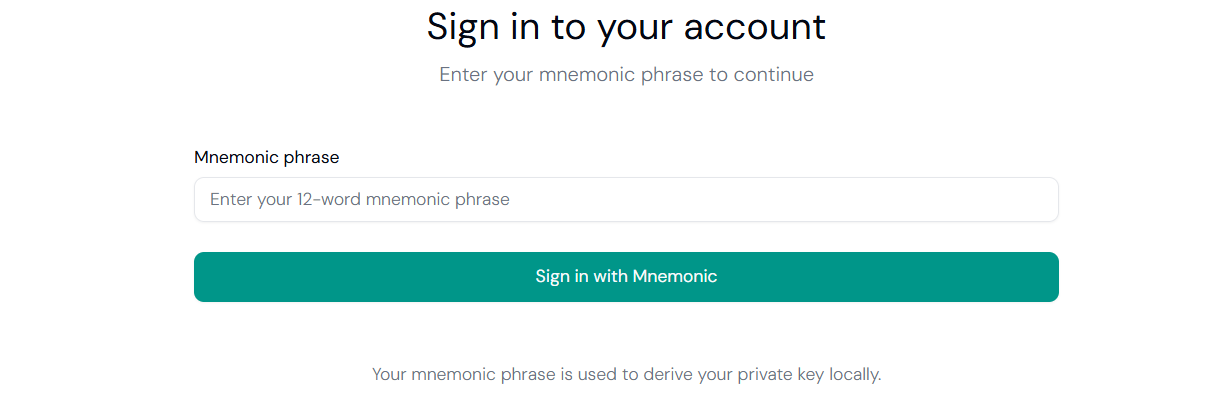 Sign in to your account
Enter your mnemonic phrase to continue
Mnemonic phrase
Enter your 12-word mnemonic phrase
Sign in with Mnemonic
Your mnemonic phrase is used to derive your private key locally.